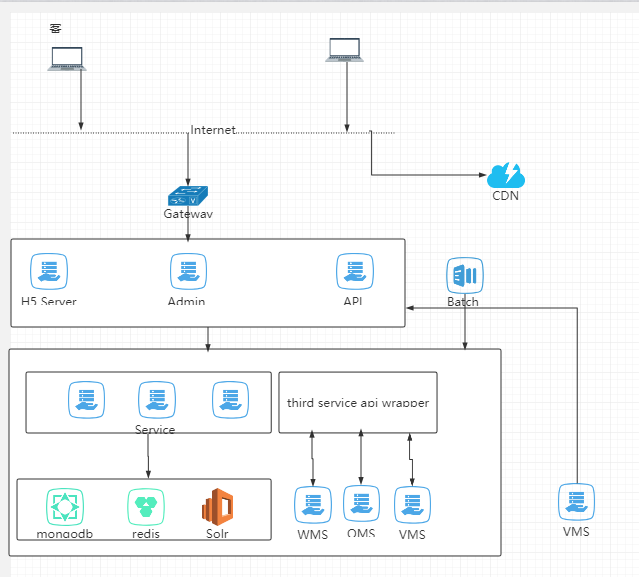 客
Internet
CDN
Gateway
H5 Server
Admin
API
Batch
third service api wrapper
Service
mongodb
redis
Solr
WMS
OMS
VMS
VMS